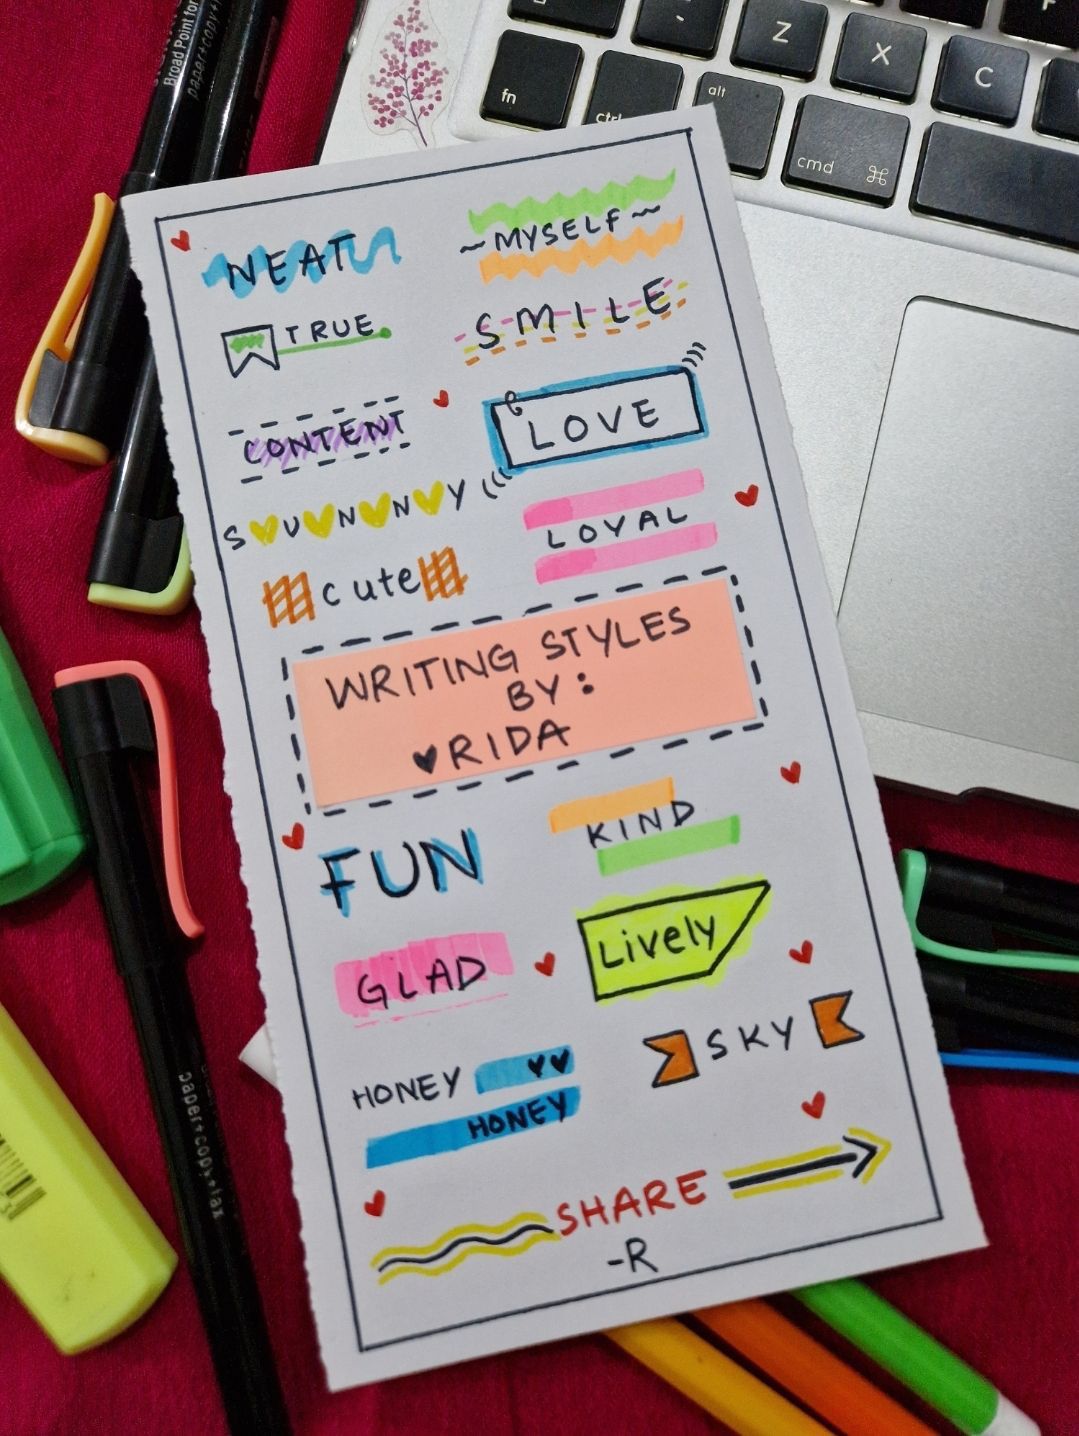 Broad Point for
paper+copy+
Z X C
fn
ctrl
alt
cmd ⌘
NEAT
~MYSELF~
TRUE
SMILE
CONTENT
LOVE
SUNNY
LOYAL
cute
WRITING STYLES
BY:
♥RIDA
FUN
KIND
GLAD
Lively
HONEY
HONEY
SKY
SHARE
-R
paper+copy+fax